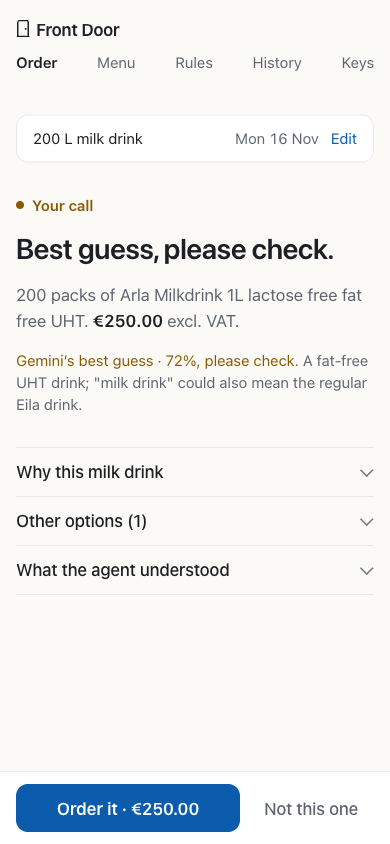 Front Door
Order Menu Rules History Keys
200 L milk drink Mon 16 Nov Edit
Your call
Best guess, please check.
200 packs of Arla Milkdrink 1L lactose free fat
free UHT. €250.00 excl. VAT.
Gemini's best guess · 72%, please check. A fat-free
UHT drink; "milk drink" could also mean the regular
Eila drink.
Why this milk drink
Other options (1)
What the agent understood
Order it · €250.00 Not this one